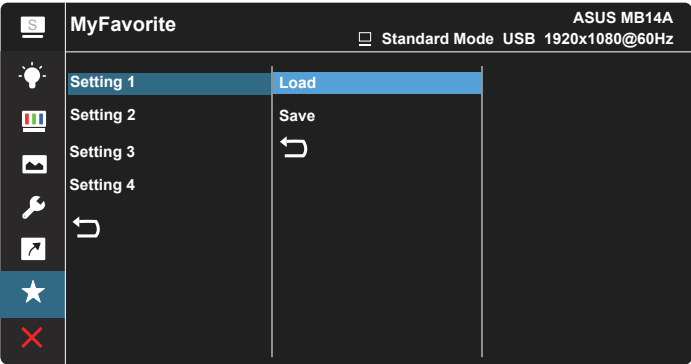 S
MyFavorite
ASUS MB14A
Standard Mode USB 1920x1080@60Hz
Setting 1
Load
Setting 2
Save
Setting 3
Setting 4